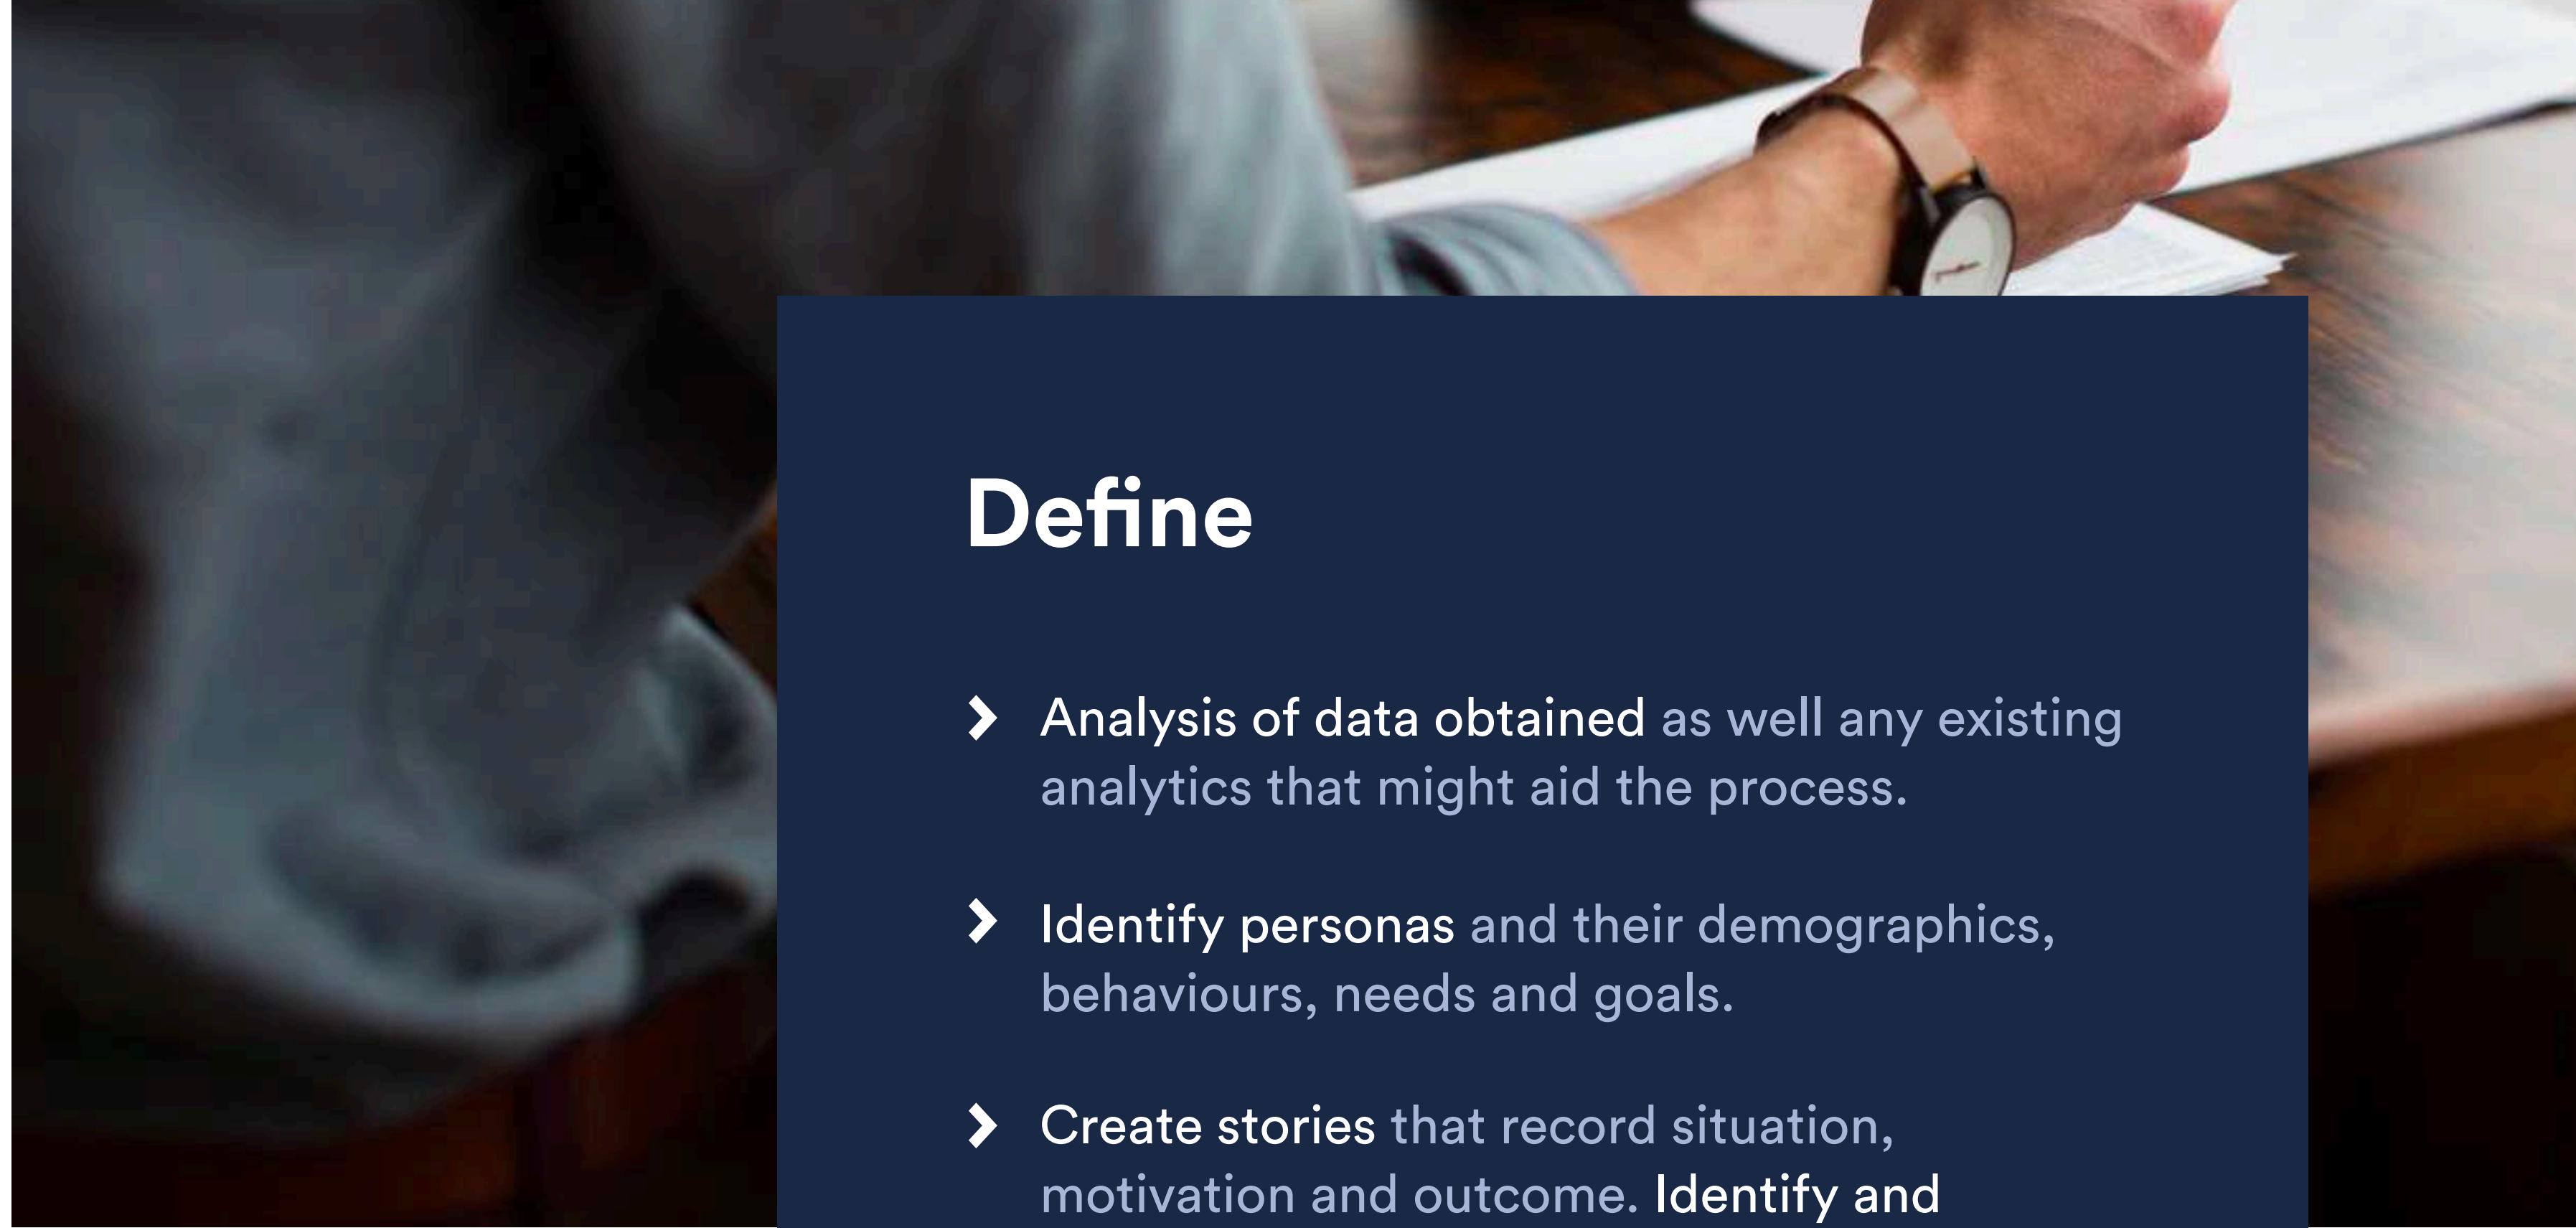 Define
Analysis of data obtained as well any existing
analytics that might aid the process.
Identify personas and their demographics,
behaviours, needs and goals.
Create stories that record situation,
motivation and outcome. Identify and